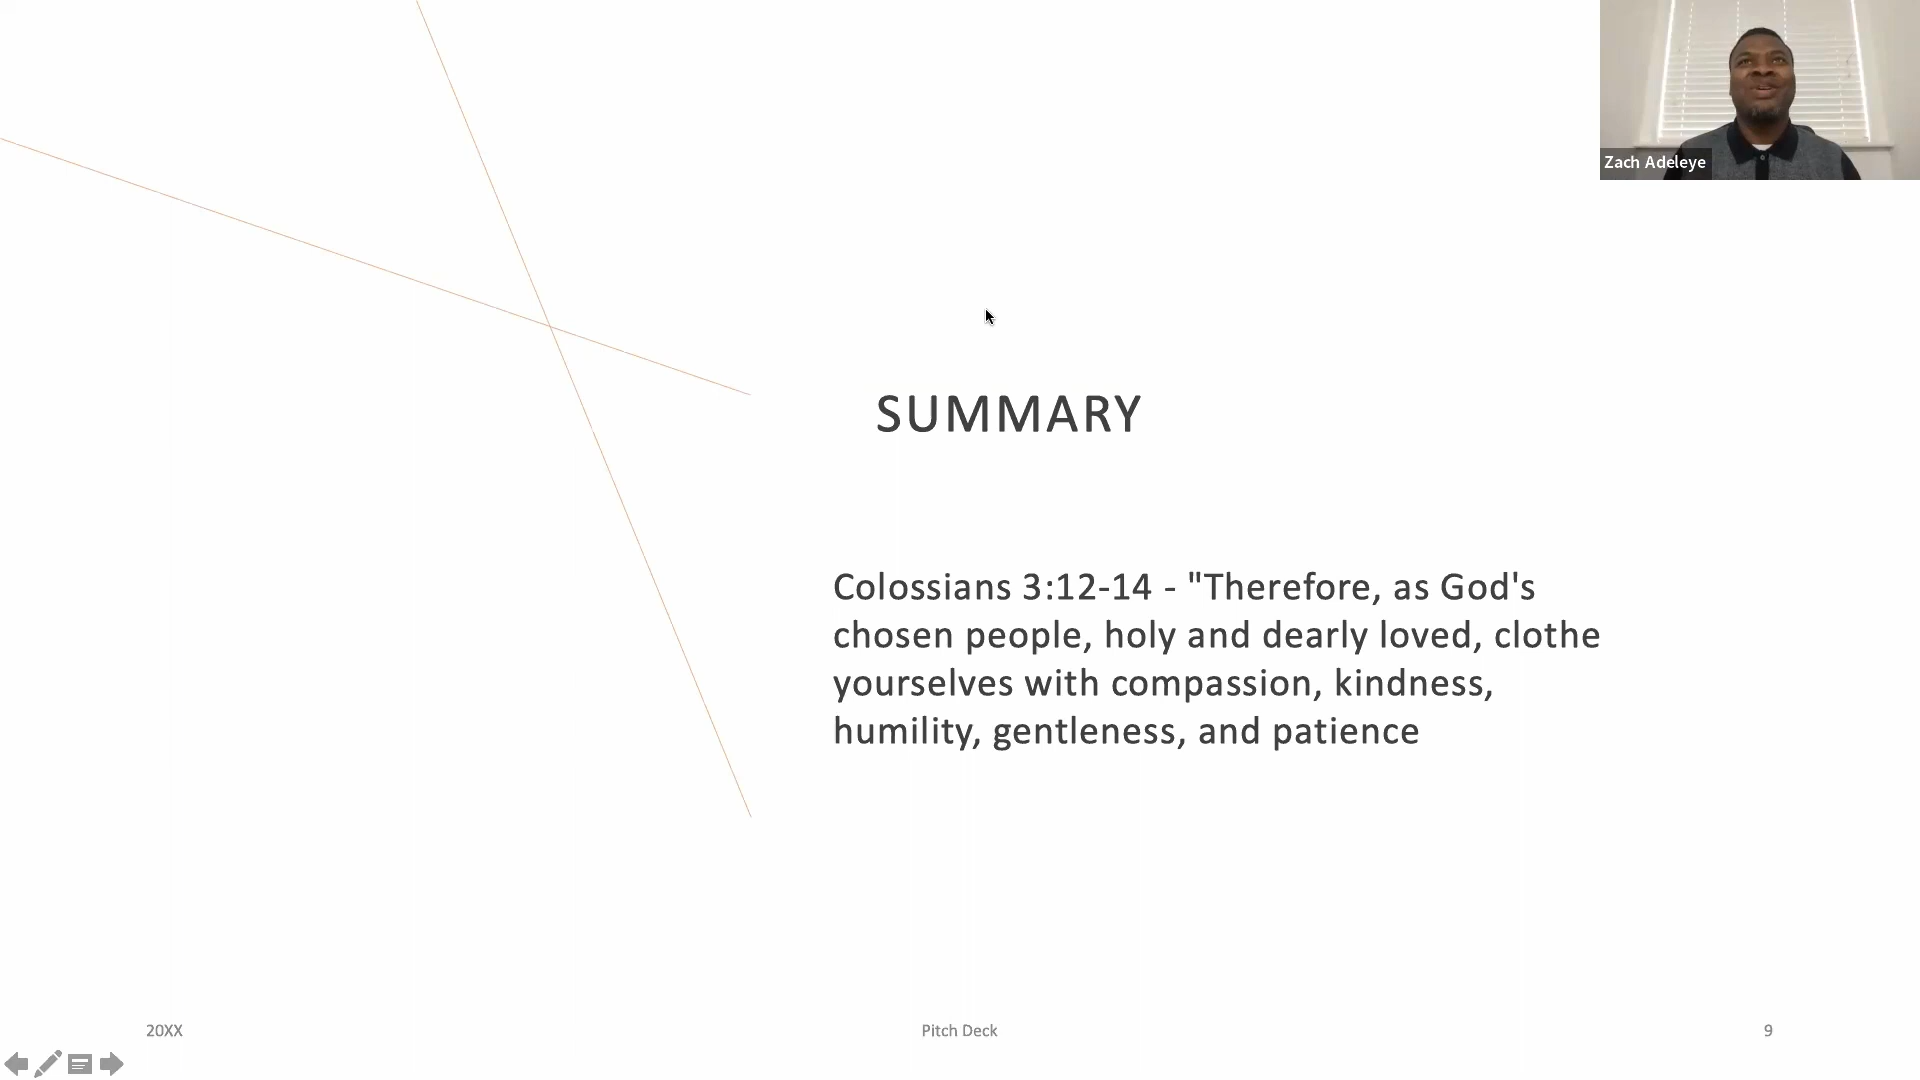 Zach Adeleye
SUMMARY
Colossians 3:12-14 - "Therefore, as God's
chosen people, holy and dearly loved, clothe
yourselves with compassion, kindness,
humility, gentleness, and patience
20XX
Pitch Deck
9